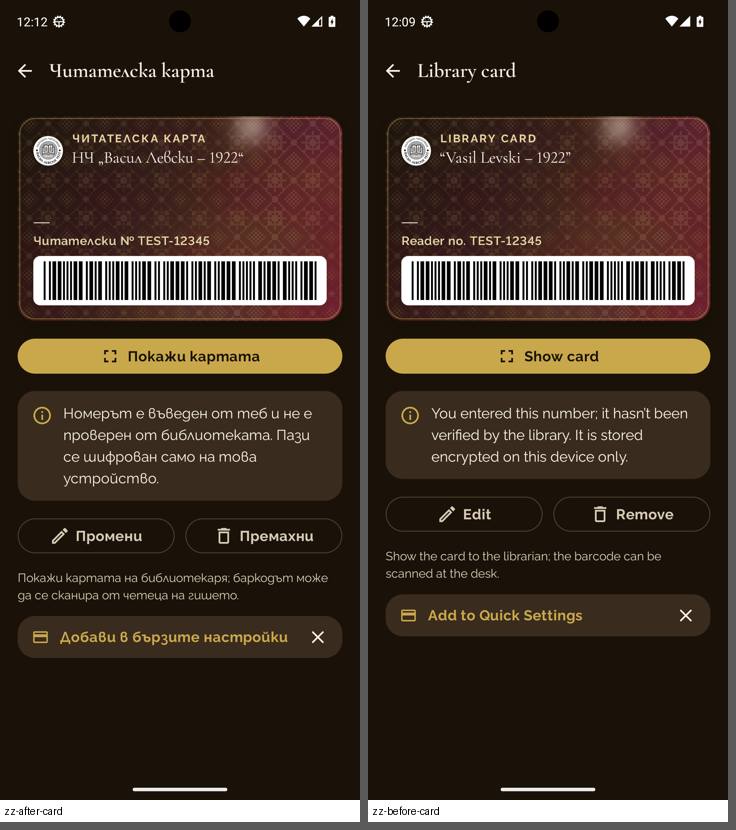 12:12
Читателска карта
ЧИТАТЕЛСКА КАРТА
НЧ „Васил Левски – 1922“
—
Читателски № TEST-12345
Покажи картата
Номерът е въведен от теб и не е
проверен от библиотеката. Пази
се шифрован само на това
устройство.
Промени
Премахни
Покажи картата на библиотекаря; баркодът може
да се сканира от четеца на гишето.
Добави в бързите настройки
zz-after-card
12:09
Library card
LIBRARY CARD
“Vasil Levski – 1922”
—
Reader no. TEST-12345
Show card
You entered this number; it hasn’t been
verified by the library. It is stored
encrypted on this device only.
Edit
Remove
Show the card to the librarian; the barcode can be
scanned at the desk.
Add to Quick Settings
zz-before-card